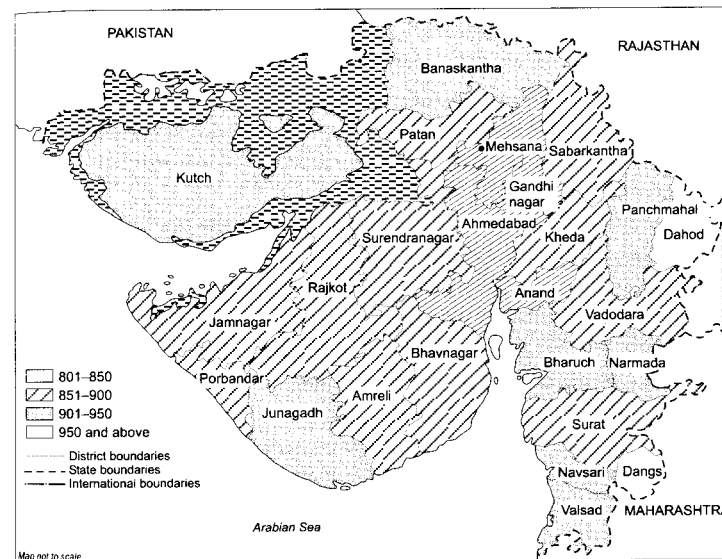 PAKISTAN
RAJASTHAN
Banaskantha
Patan
Mehsana
Sabarkantha
Kutch
Gandhi
nagar
Panchmahal
Surendranagar
Ahmedabad
Kheda
Dahod
Rajkot
Anand
Vadodara
Jamnagar
Bhavnagar
Bharuch
Narmada
Porbandar
Amreli
Junagadh
Surat
Navsari
Dangs
Valsad
MAHARASHTRA
801–850
851–900
901–950
950 and above
District boundaries
State boundaries
International boundaries
Arabian Sea
Map not to scale